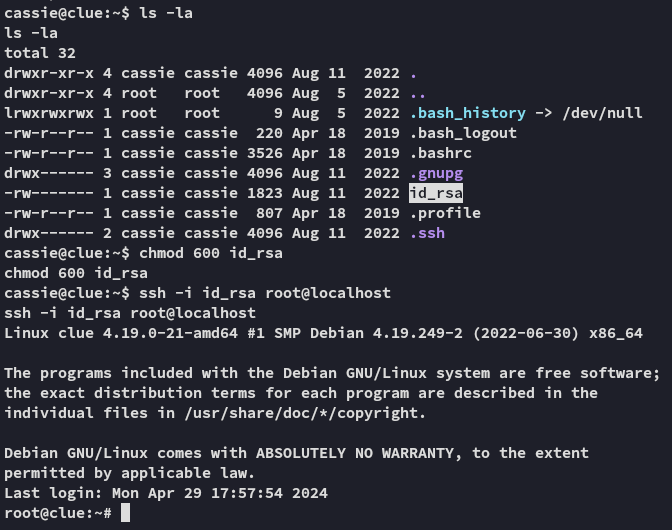 cassie@clue:~$ ls -la
ls -la
total 32
drwxr-xr-x 4 cassie cassie 4096 Aug 11  2022 .
drwxr-xr-x 4 root   root   4096 Aug  5  2022 ..
lrwxrwxrwx 1 root   root      9 Aug  5  2022 .bash_history -> /dev/null
-rw-r--r-- 1 cassie cassie  220 Apr 18  2019 .bash_logout
-rw-r--r-- 1 cassie cassie 3526 Apr 18  2019 .bashrc
drwx------ 3 cassie cassie 4096 Aug 11  2022 .gnupg
-rw------- 1 cassie cassie 1823 Aug 11  2022 id_rsa
-rw-r--r-- 1 cassie cassie  807 Apr 18  2019 .profile
drwx------ 2 cassie cassie 4096 Aug 11  2022 .ssh
cassie@clue:~$ chmod 600 id_rsa
chmod 600 id_rsa
cassie@clue:~$ ssh -i id_rsa root@localhost
ssh -i id_rsa root@localhost
Linux clue 4.19.0-21-amd64 #1 SMP Debian 4.19.249-2 (2022-06-30) x86_64

The programs included with the Debian GNU/Linux system are free software;
the exact distribution terms for each program are described in the
individual files in /usr/share/doc/*/copyright.

Debian GNU/Linux comes with ABSOLUTELY NO WARRANTY, to the extent
permitted by applicable law.
Last login: Mon Apr 29 17:57:54 2024
root@clue:~#